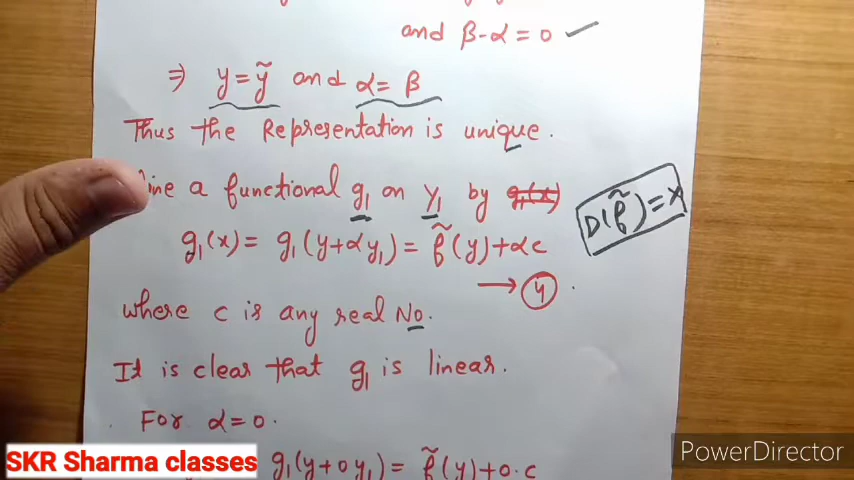 and β-α = 0
⇒ y = ỹ and α = β
Thus the Representation is unique.
a functional g₁ on Y₁ by g₁(x)
D(f̃) = X
g₁(x) = g₁(y+αy₁) = f̃(y) + αc
→ 4
where c is any real No.
It is clear that g₁ is linear.
For α=0.
g₁(y+0y₁) = f̃(y)+0·c
SKR Sharma classes
PowerDirector